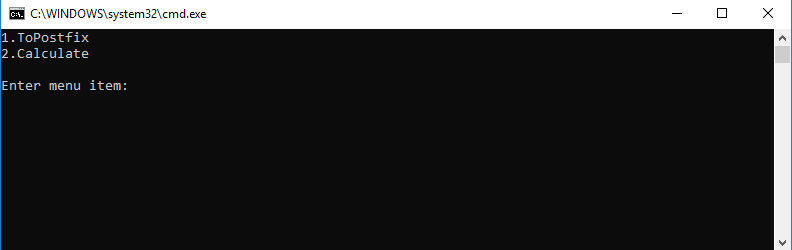 C:\WINDOWS\system32\cmd.exe
1.ToPostfix
2.Calculate
Enter menu item: